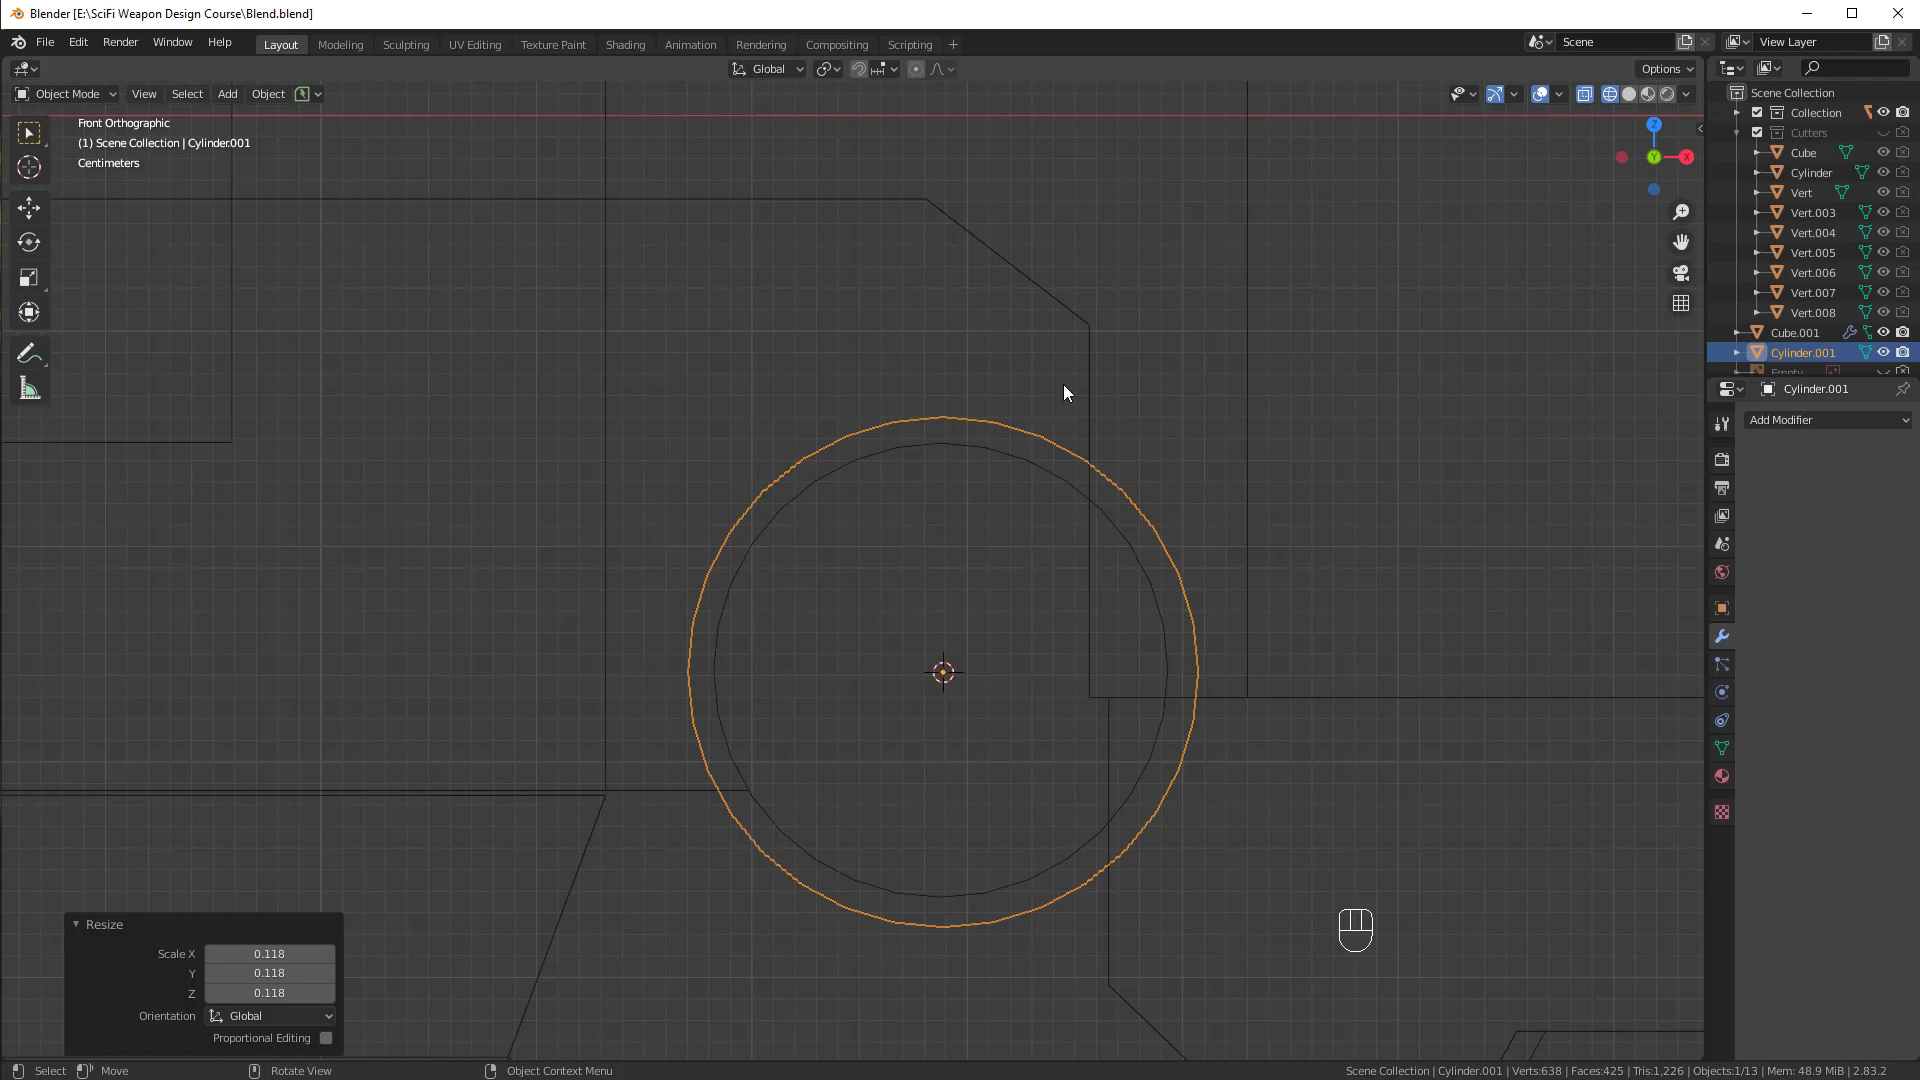 Blender [E:\SciFi Weapon Design Course\Blend.blend]
File Edit Render Window Help Layout Modeling Sculpting UV Editing Texture Paint Shading Animation Rendering Compositing Scripting + Scene View Layer
Global Options
Object Mode View Select Add Object
Front Orthographic
(1) Scene Collection | Cylinder.001
Centimeters
Z
Y
X
Scene Collection
Collection
Cutters
Cube
Cylinder
Vert
Vert.003
Vert.004
Vert.005
Vert.006
Vert.007
Vert.008
Cube.001
Cylinder.001
Empty
Cylinder.001
Add Modifier
Resize
Scale X 0.118
Y 0.118
Z 0.118
Orientation Global
Proportional Editing
Select Move Rotate View Object Context Menu Scene Collection | Cylinder.001 | Verts:638 | Faces:425 | Tris:1,226 | Objects:1/13 | Mem: 48.9 MiB | 2.83.2